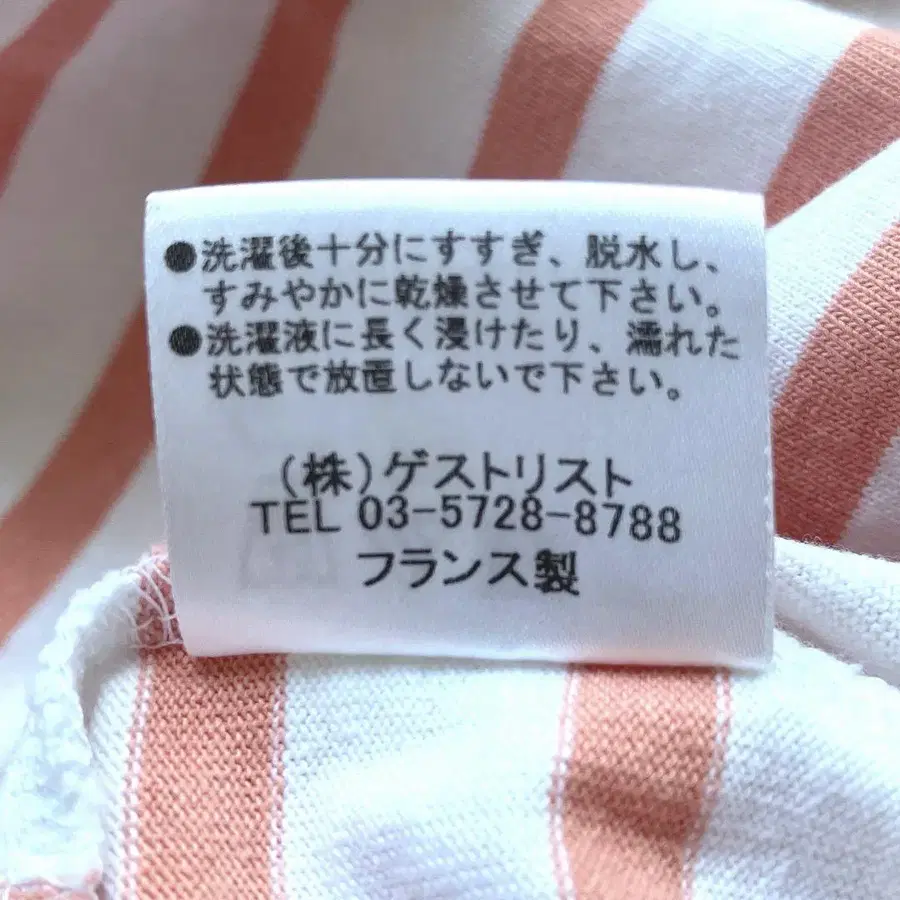 ●洗濯後十分にすすぎ、脱水し、
すみやかに乾燥させて下さい。
●洗濯液に長く浸けたり、濡れた
状態で放置しないで下さい。
(株)ゲストリスト
TEL 03-5728-8788
フランス製